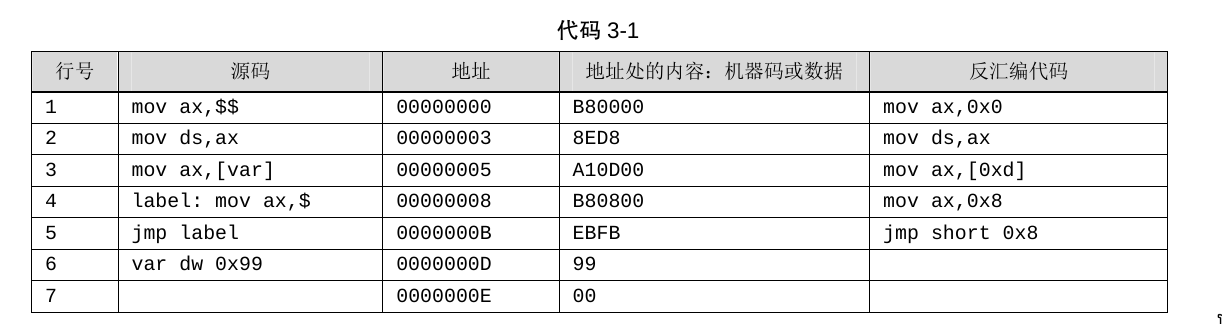 代码 3-1
行号 源码 地址 地址处的内容：机器码或数据 反汇编代码
1 mov ax,$$ 00000000 B80000 mov ax,0x0
2 mov ds,ax 00000003 8ED8 mov ds,ax
3 mov ax,[var] 00000005 A10D00 mov ax,[0xd]
4 label: mov ax,$ 00000008 B80800 mov ax,0x8
5 jmp label 0000000B EBFB jmp short 0x8
6 var dw 0x99 0000000D 99
7 0000000E 00